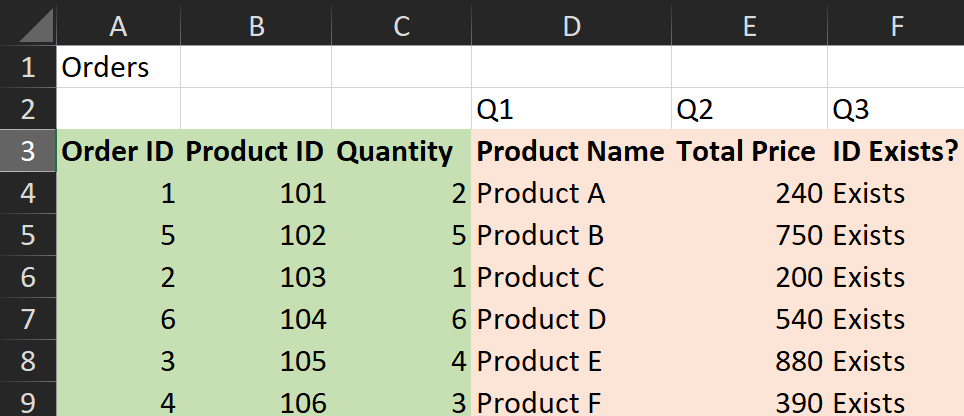 A B C D E F
1 Orders
2 Q1 Q2 Q3
3 Order ID Product ID Quantity Product Name Total Price ID Exists?
4 1 101 2 Product A 240 Exists
5 5 102 5 Product B 750 Exists
6 2 103 1 Product C 200 Exists
7 6 104 6 Product D 540 Exists
8 3 105 4 Product E 880 Exists
9 4 106 3 Product F 390 Exists